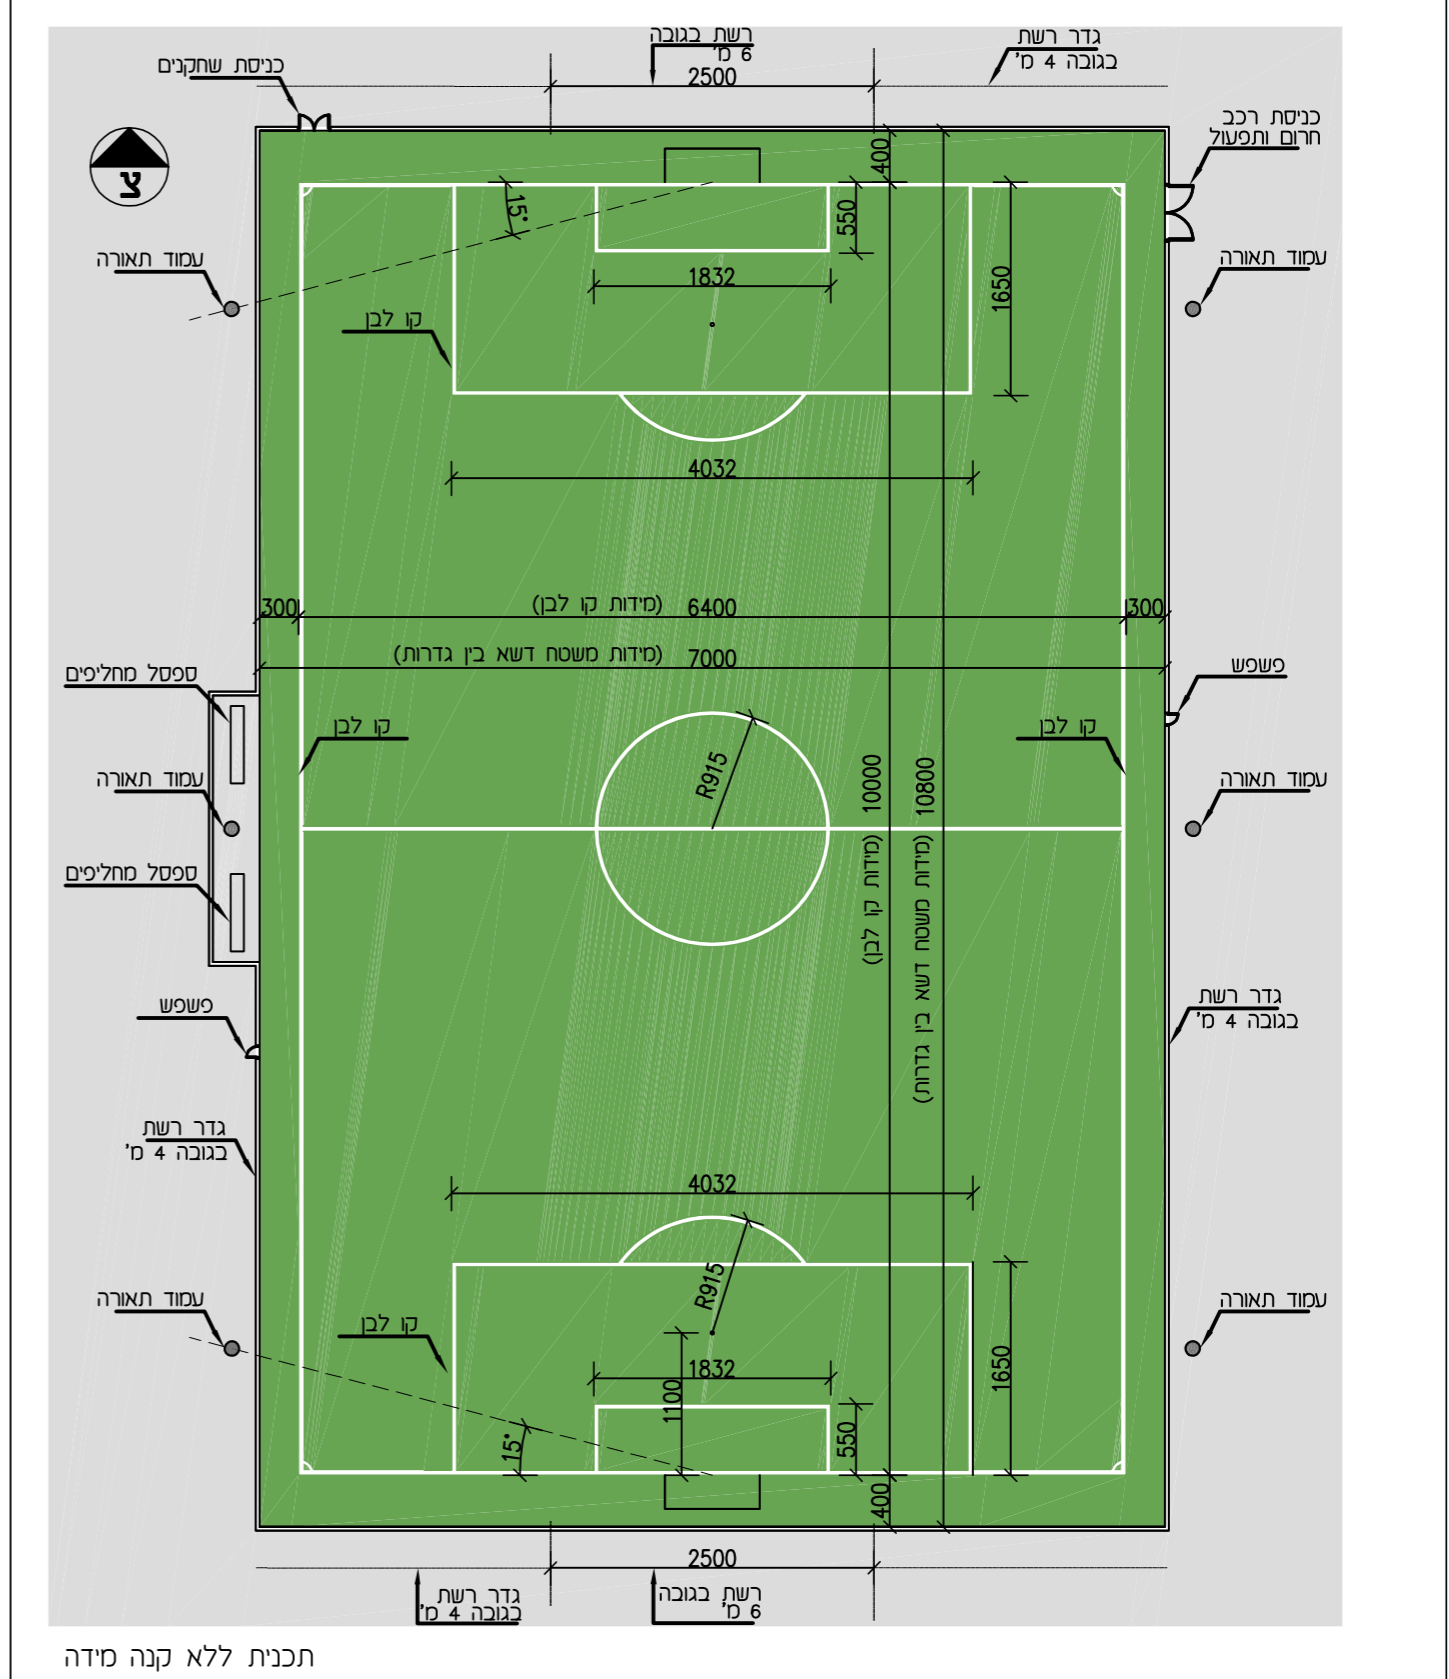 רשת בגובה
6 מ'
גדר רשת
בגובה 4 מ'
כניסת שחקנים
2500
כניסת רכב
חרום ותפעול
צ
400
15°
550
עמוד תאורה
עמוד תאורה
1832
1650
קו לבן
4032
300
(מידות קו לבן) 6400
300
(מידות משטח דשא בין גדרות) 7000
ספסל מחליפים
פשפש
קו לבן
קו לבן
R915
10000 (מידות קו לבן)
10800 (מידות משטח דשא בין גדרות)
עמוד תאורה
עמוד תאורה
ספסל מחליפים
פשפש
גדר רשת
בגובה 4 מ'
גדר רשת
בגובה 4 מ'
4032
R915
עמוד תאורה
עמוד תאורה
קו לבן
1832
1650
1100
15°
550
400
2500
גדר רשת
בגובה 4 מ'
רשת בגובה
6 מ'
תכנית ללא קנה מידה